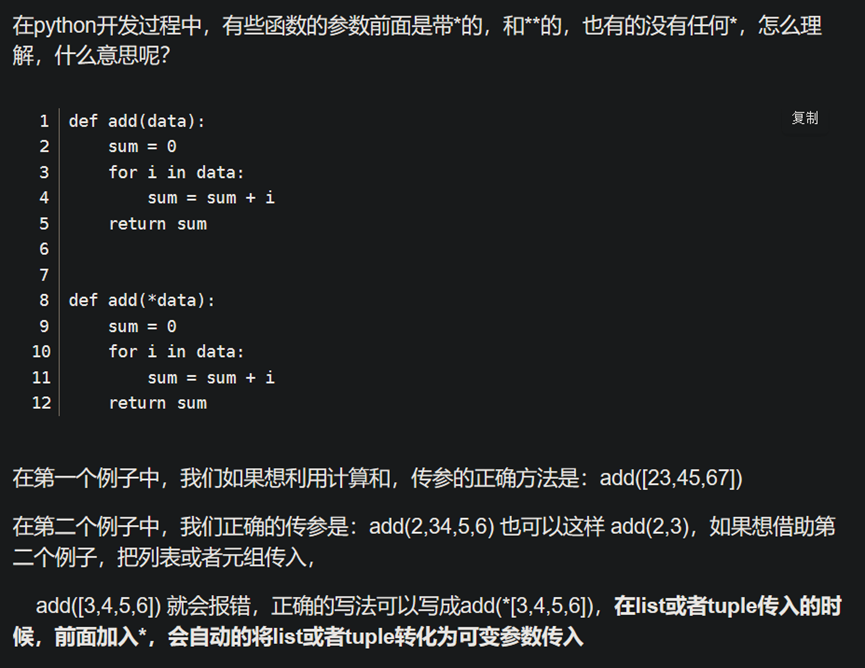 在python开发过程中，有些函数的参数前面是带*的，和**的，也有的没有任何*，怎么理
解，什么意思呢？
复制
1 def add(data):
2     sum = 0
3     for i in data:
4         sum = sum + i
5     return sum
6
7
8 def add(*data):
9     sum = 0
10     for i in data:
11         sum = sum + i
12     return sum
在第一个例子中，我们如果想利用计算和，传参的正确方法是：add([23,45,67])
在第二个例子中，我们正确的传参是：add(2,34,5,6) 也可以这样 add(2,3)，如果想借助第
二个例子，把列表或者元组传入，
add([3,4,5,6]) 就会报错，正确的写法可以写成add(*[3,4,5,6])，在list或者tuple传入的时
候，前面加入*，会自动的将list或者tuple转化为可变参数传入